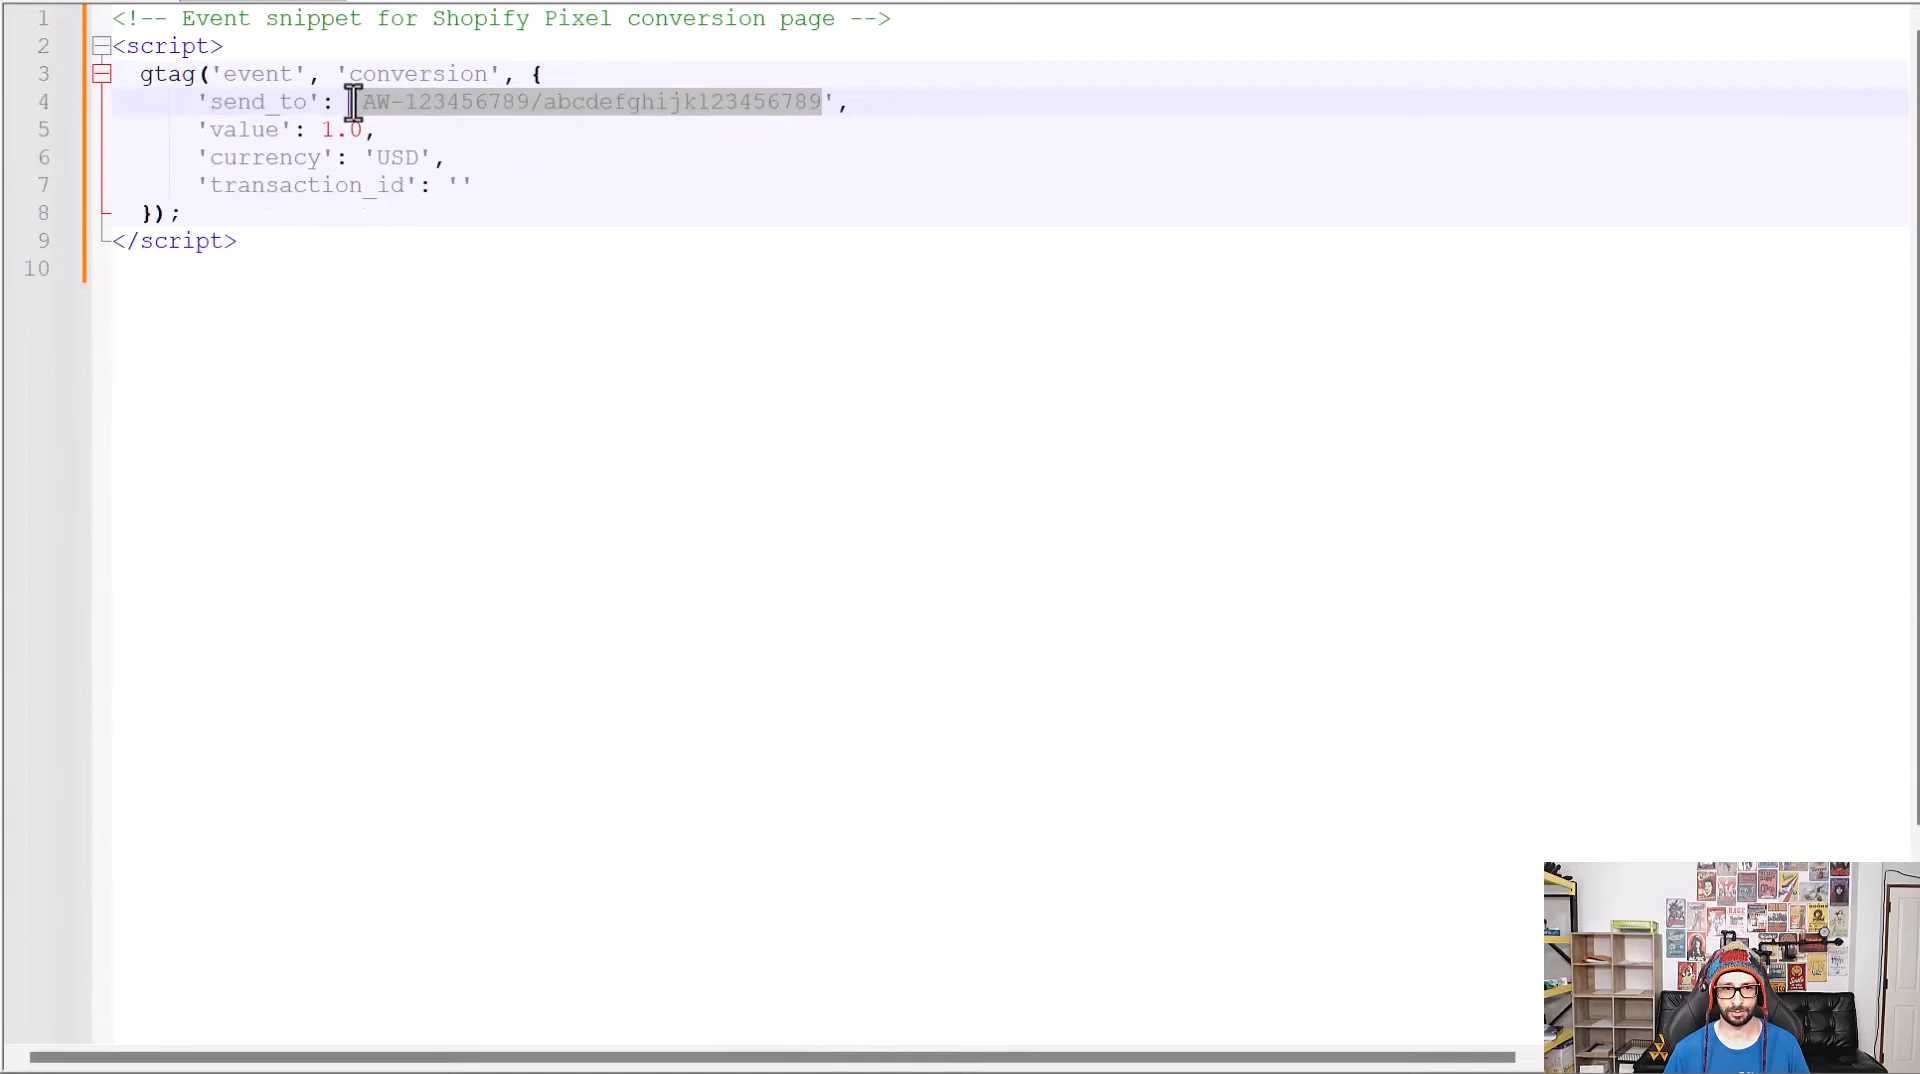 1 <!-- Event snippet for Shopify Pixel conversion page -->
2 <script>
3 gtag('event', 'conversion', {
4 'send_to': 'AW-123456789/abcdefghijk123456789',
5 'value': 1.0,
6 'currency': 'USD',
7 'transaction_id': ''
8 });
9 </script>
10